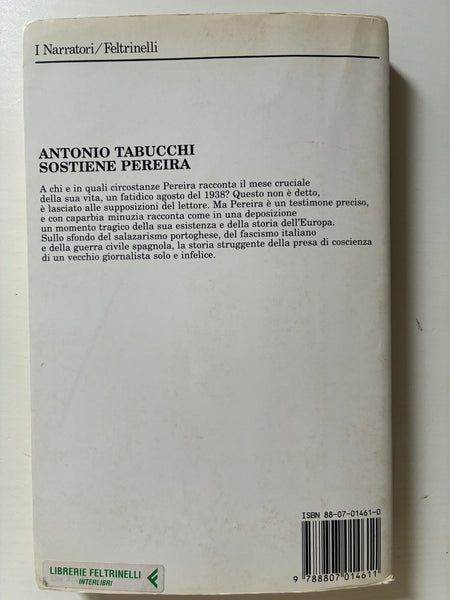 I Narratori/Feltrinelli
ANTONIO TABUCCHI
SOSTIENE PEREIRA
A chi e in quali circostanze Pereira racconta il mese cruciale
della sua vita, un fatidico agosto del 1938? Questo non è detto,
è lasciato alle supposizioni del lettore. Ma Pereira è un testimone preciso,
e con caparbia minuzia racconta come in una deposizione
un momento tragico della sua esistenza e della storia dell'Europa.
Sullo sfondo del salazarismo portoghese, del fascismo italiano
e della guerra civile spagnola, la storia struggente della presa di coscienza
di un vecchio giornalista solo e infelice.
ISBN 88-07-01461-0
9 788807 014611
LIBRERIE FELTRINELLI
INTERLIBRI